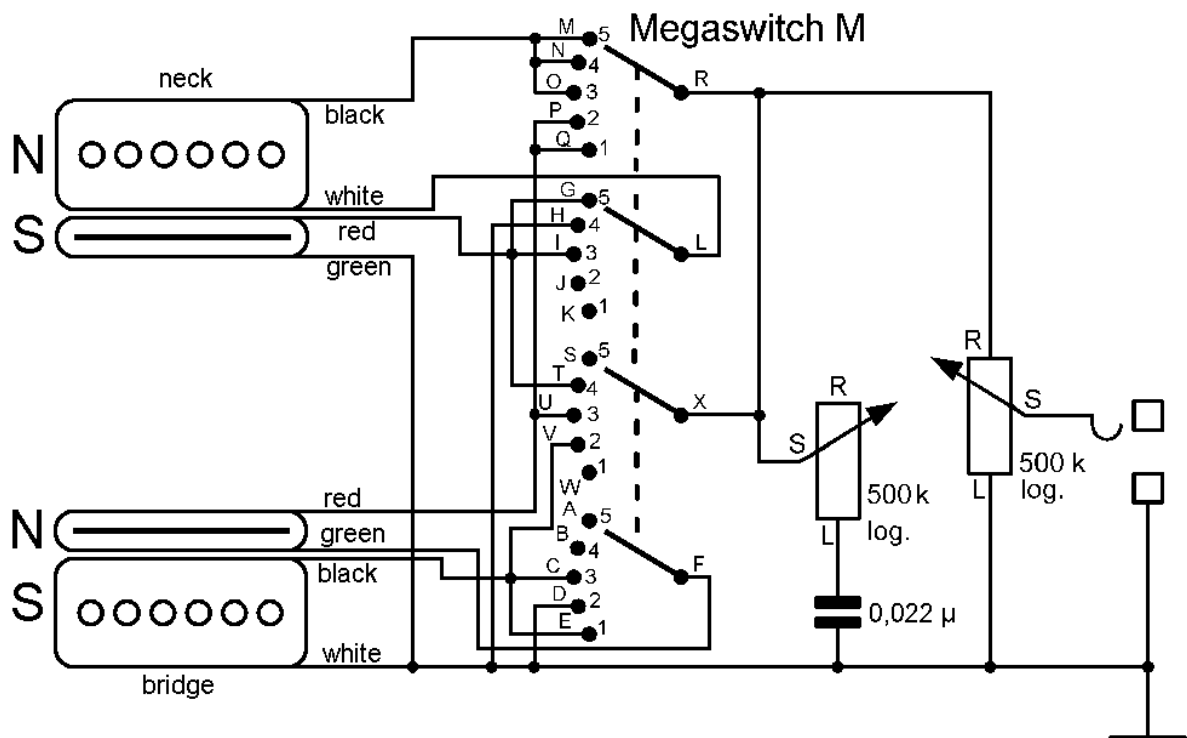 Megaswitch M
neck
black
N
white
S
red
green
M 5
N 4
O 3
P 2
Q 1
R
G 5
H 4
I 3
J 2
K 1
L
S 5
T 4
U 3
V 2
W 1
X
A 5
B 4
C 3
D 2
E 1
F
red
N
green
black
S
white
bridge
R
S
500 k
log.
L
0,022 µ
R
S
500 k
log.
L